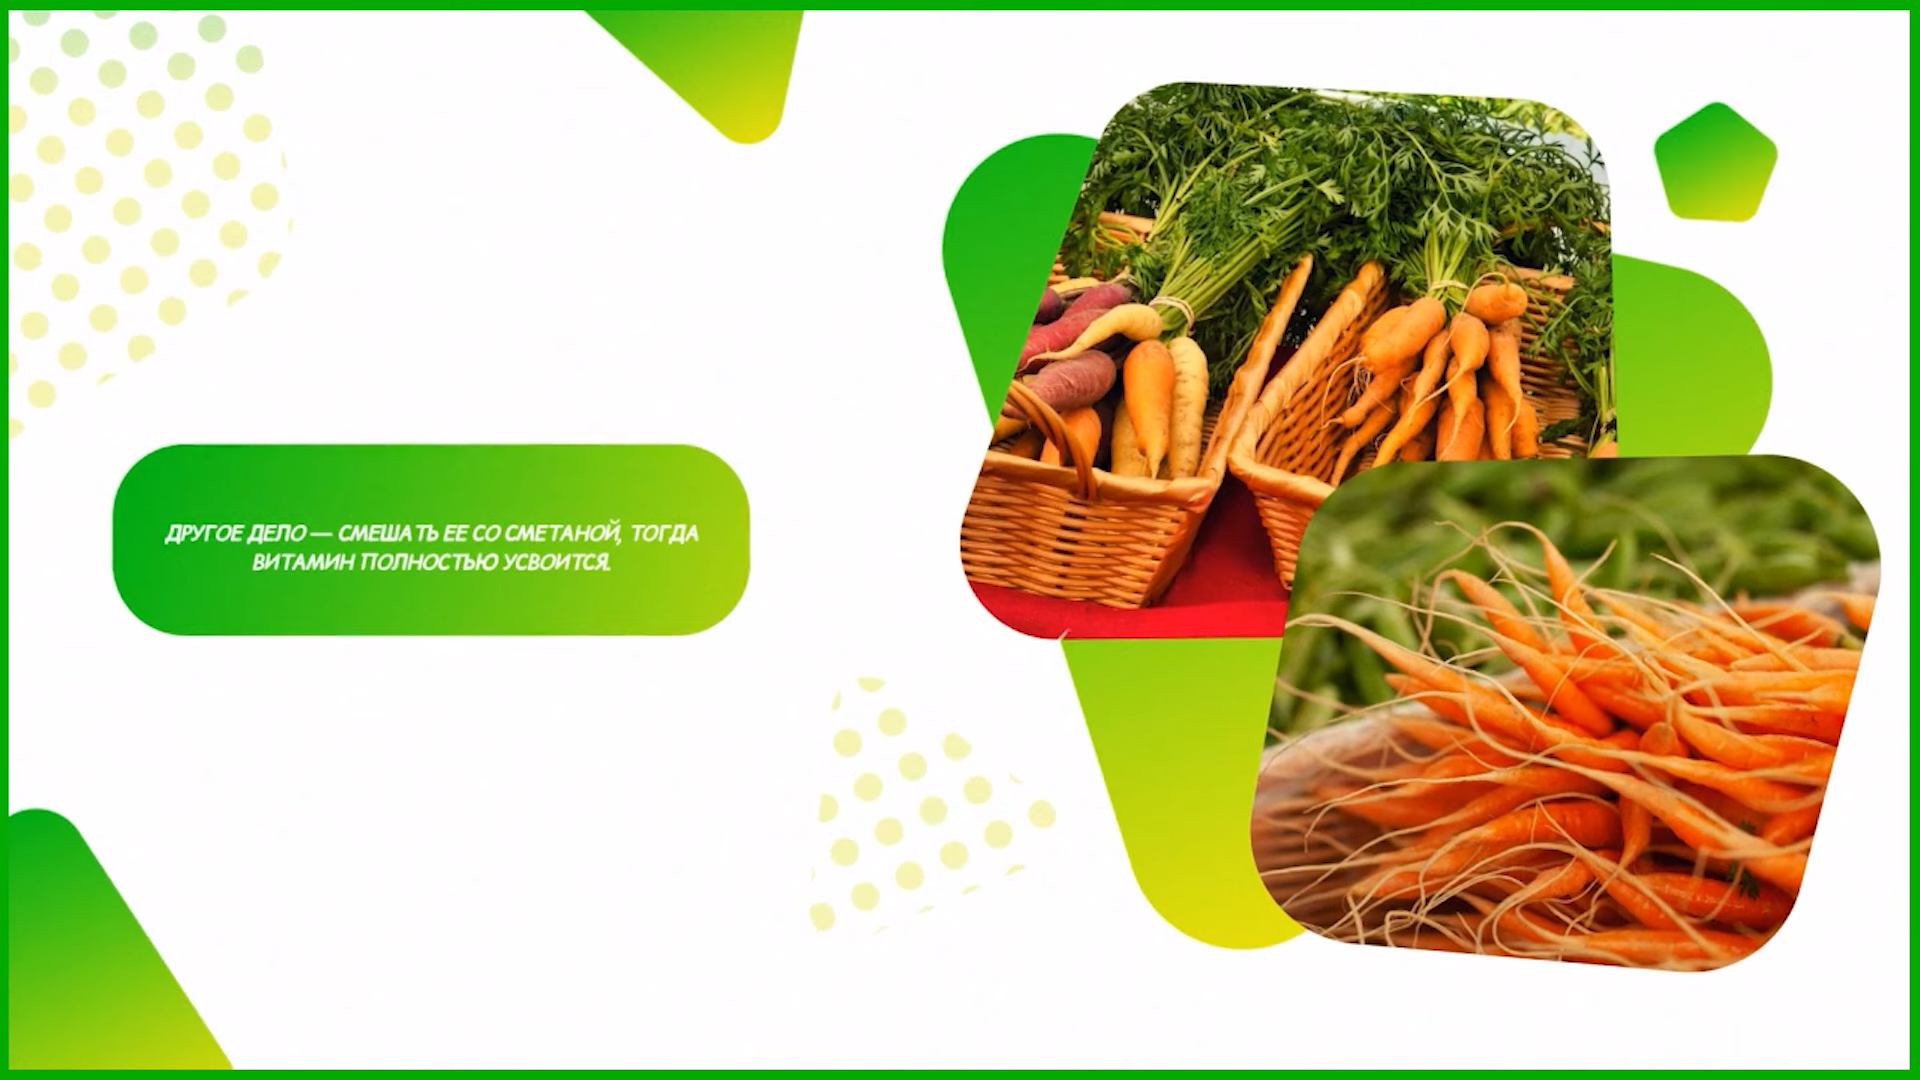 ДРУГОЕ ДЕЛО — СМЕШАТЬ ЕЕ СО СМЕТАНОЙ, ТОГДА
ВИТАМИН ПОЛНОСТЬЮ УСВОИТСЯ.